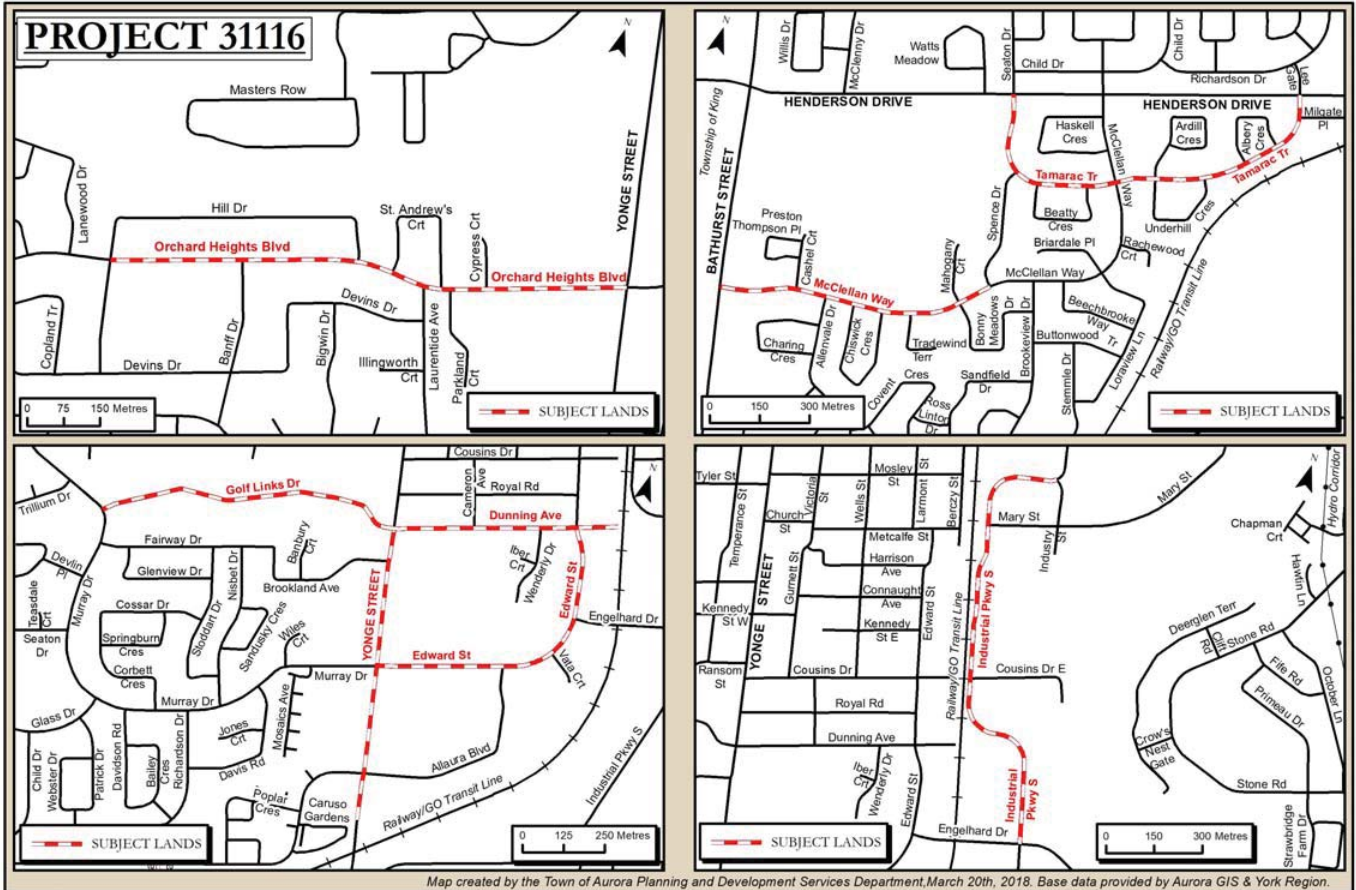 PROJECT 31116
N
Masters Row
YONGE STREET
Lanewood Dr
Hill Dr
St. Andrew's
Crt
Cypress Crt
Orchard Heights Blvd
Orchard Heights Blvd
Copland Tr
Devins Dr
Banff Dr
Bigwin Dr
Devins Dr
Illingworth
Crt
Laurentide Ave
Parkland
Crt
0 75 150 Metres
SUBJECT LANDS
N
Willis Dr
McClenny Dr
Watts
Meadow
Seaton Dr
Child Dr
Child Dr
Richardson Dr
Lee
Gate
Township of King
HENDERSON DRIVE
HENDERSON DRIVE
Milgate
Pl
Haskell
Cres
McClellan Way
Ardill
Cres
Albery
Cres
BATHURST STREET
Tamarac Tr
Tamarac Tr
Preston
Thompson Pl
Cashel Crt
Spence Dr
Beatty
Cres
Underhill
Cres
Briardale Pl
Rachewood
Crt
Mahogany
Crt
McClellan Way
McClellan Way
Charing
Cres
Allenvale Dr
Chiswick
Cres
Tradewind
Terr
Bonny
Meadows
Dr
Brookeview Dr
Beechbrooke
Way
Buttonwood
Tr
Loraview Ln
Railway/GO Transit Line
Covent
Cres
Ross
Linton
Dr
Sandfield
Dr
Stemmle Dr
0 150 300 Metres
SUBJECT LANDS
N
Cousins Dr
Cameron
Ave
Royal Rd
Trillium Dr
Golf Links Dr
Dunning Ave
Devlin
Pl
Fairway Dr
Banbury
Crt
Glenview Dr
Nisbet Dr
Brookland Ave
Iber
Crt
Wenderly Dr
Edward St
Engelhard Dr
Teasdale
Crt
Murray Dr
Cossar Dr
Stoddart Dr
Sandusky Cres
Wiles
Crt
YONGE STREET
Seaton
Dr
Springburn
Cres
Corbett
Cres
Edward St
Vata Crt
Murray Dr
Murray Dr
Glass Dr
Child Dr
Webster Dr
Patrick Dr
Davidson Rd
Bailey
Cres
Richardson Dr
Jones
Crt
Davis Rd
Mosaics Ave
Allaura Blvd
Poplar
Cres
Caruso
Gardens
Railway/GO Transit Line
Industrial Pkwy S
SUBJECT LANDS
0 125 250 Metres
N
Tyler St
Temperance St
Victoria
St
Church
St
Wells St
Mosley
St
Larmont
St
Berczy St
Metcalfe St
Mary St
Mary St
Industry
St
Hydro Corridor
Chapman
Crt
Hawtin Ln
YONGE STREET
Gurnett St
Harrison
Ave
Connaught
Ave
Kennedy
St W
Kennedy
St E
Edward St
Railway/GO Transit Line
Industrial Pkwy S
Deerglen Terr
Clift
Rd
Stone Rd
Fife Rd
Primeau Dr
October Ln
Ransom
St
Cousins Dr
Cousins Dr E
Royal Rd
Dunning Ave
Iber
Crt
Wenderly Dr
Edward St
Industrial
Pkwy S
Crow's
Nest
Gate
Stone Rd
Engelhard Dr
Strawbridge
Farm Dr
SUBJECT LANDS
0 150 300 Metres
Map created by the Town of Aurora Planning and Development Services Department,March 20th, 2018. Base data provided by Aurora GIS & York Region.